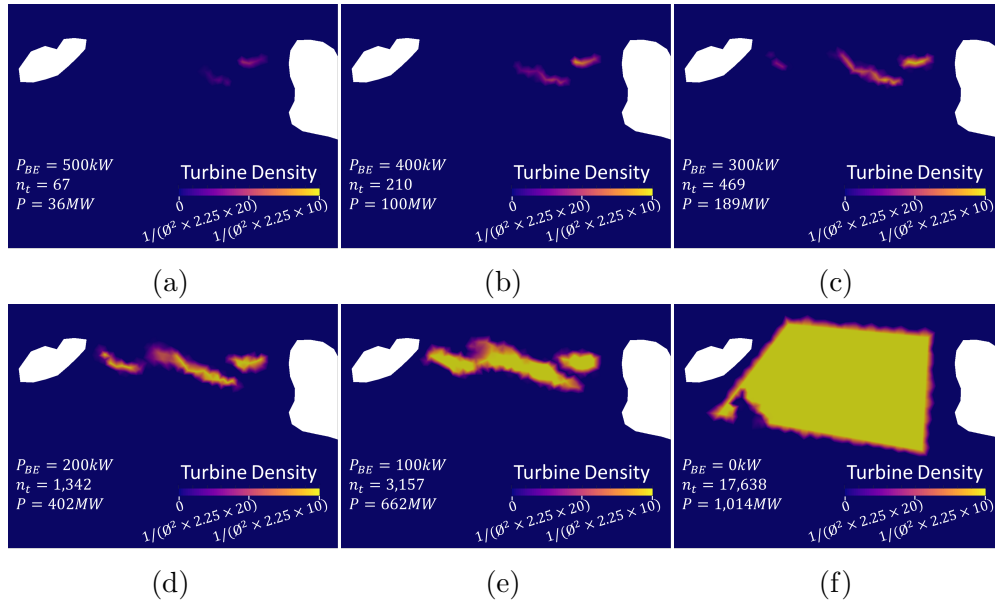 P_BE = 500kW
n_t = 67
P = 36MW
Turbine Density
0
1/(Ø² × 2.25 × 20)
1/(Ø² × 2.25 × 10)
(a)
P_BE = 400kW
n_t = 210
P = 100MW
Turbine Density
0
1/(Ø² × 2.25 × 20)
1/(Ø² × 2.25 × 10)
(b)
P_BE = 300kW
n_t = 469
P = 189MW
Turbine Density
0
1/(Ø² × 2.25 × 20)
1/(Ø² × 2.25 × 10)
(c)
P_BE = 200kW
n_t = 1,342
P = 402MW
Turbine Density
0
1/(Ø² × 2.25 × 20)
1/(Ø² × 2.25 × 10)
(d)
P_BE = 100kW
n_t = 3,157
P = 662MW
Turbine Density
0
1/(Ø² × 2.25 × 20)
1/(Ø² × 2.25 × 10)
(e)
P_BE = 0kW
n_t = 17,638
P = 1,014MW
Turbine Density
0
1/(Ø² × 2.25 × 20)
1/(Ø² × 2.25 × 10)
(f)